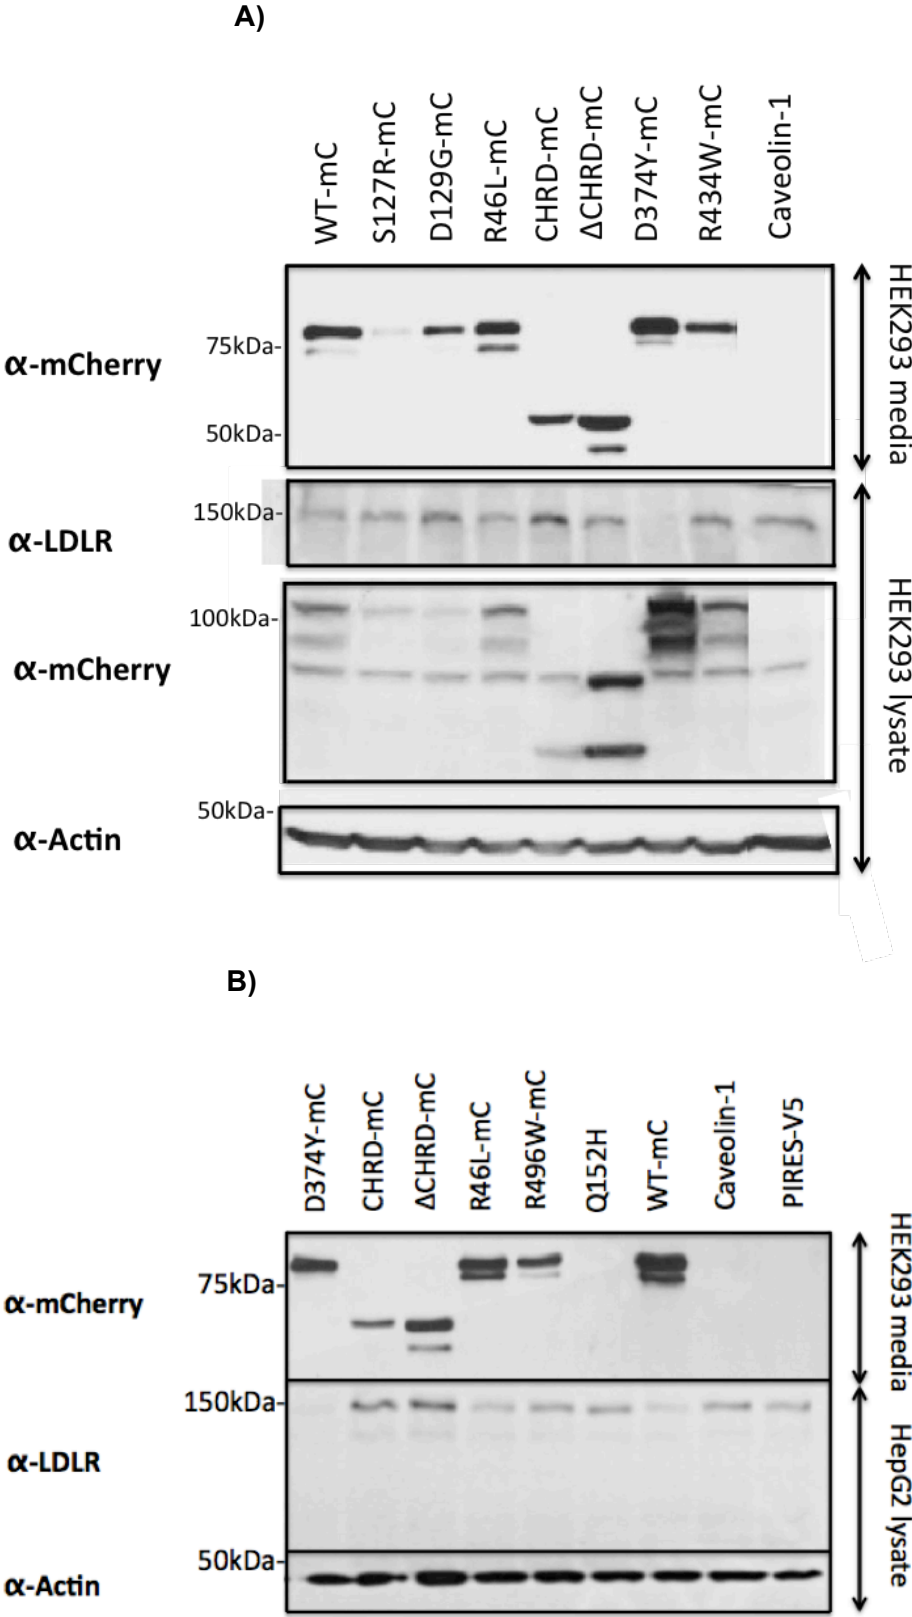 A)
WT-mC
S127R-mC
D129G-mC
R46L-mC
CHRD-mC
ΔCHRD-mC
D374Y-mC
R434W-mC
Caveolin-1
α-mCherry
75kDa-
50kDa-
HEK293 media
α-LDLR
150kDa-
α-mCherry
100kDa-
HEK293 lysate
α-Actin
50kDa-
B)
D374Y-mC
CHRD-mC
ΔCHRD-mC
R46L-mC
R496W-mC
Q152H
WT-mC
Caveolin-1
PIRES-V5
α-mCherry
75kDa-
HEK293 media
150kDa-
α-LDLR
HepG2 lysate
50kDa-
α-Actin